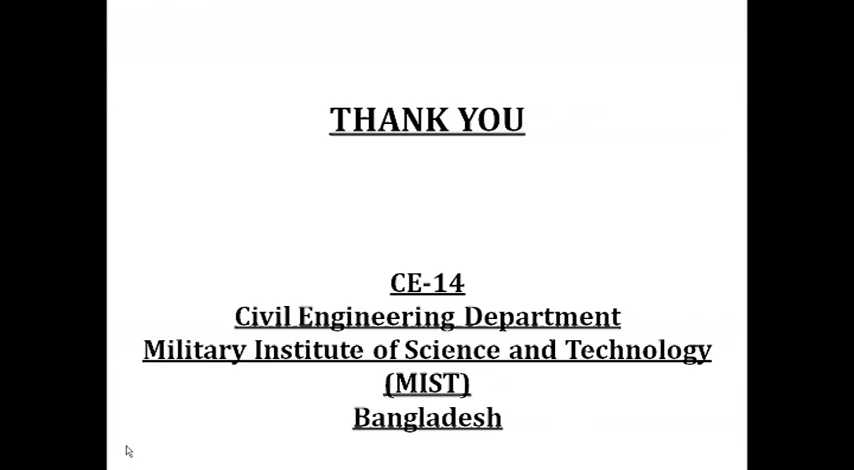 THANK YOU
CE-14
Civil Engineering Department
Military Institute of Science and Technology
(MIST)
Bangladesh